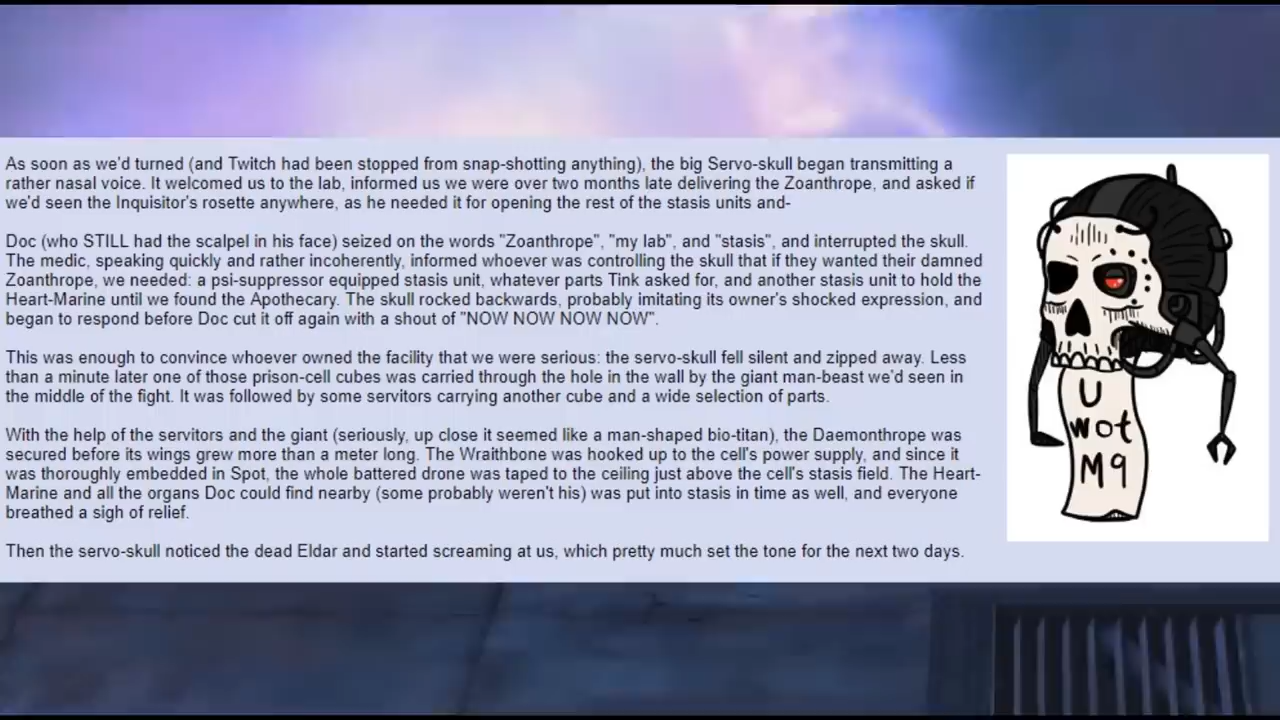 As soon as we'd turned (and Twitch had been stopped from snap-shotting anything), the big Servo-skull began transmitting a
rather nasal voice. It welcomed us to the lab, informed us we were over two months late delivering the Zoanthrope, and asked if
we'd seen the Inquisitor's rosette anywhere, as he needed it for opening the rest of the stasis units and-
Doc (who STILL had the scalpel in his face) seized on the words "Zoanthrope", "my lab", and "stasis", and interrupted the skull.
The medic, speaking quickly and rather incoherently, informed whoever was controlling the skull that if they wanted their damned
Zoanthrope, we needed: a psi-suppressor equipped stasis unit, whatever parts Tink asked for, and another stasis unit to hold the
Heart-Marine until we found the Apothecary. The skull rocked backwards, probably imitating its owner's shocked expression, and
began to respond before Doc cut it off again with a shout of "NOW NOW NOW NOW".
This was enough to convince whoever owned the facility that we were serious: the servo-skull fell silent and zipped away. Less
than a minute later one of those prison-cell cubes was carried through the hole in the wall by the giant man-beast we'd seen in
the middle of the fight. It was followed by some servitors carrying another cube and a wide selection of parts.
With the help of the servitors and the giant (seriously, up close it seemed like a man-shaped bio-titan), the Daemonthrope was
secured before its wings grew more than a meter long. The Wraithbone was hooked up to the cell's power supply, and since it
was thoroughly embedded in Spot, the whole battered drone was taped to the ceiling just above the cell's stasis field. The Heart-
Marine and all the organs Doc could find nearby (some probably weren't his) was put into stasis in time as well, and everyone
breathed a sigh of relief.
Then the servo-skull noticed the dead Eldar and started screaming at us, which pretty much set the tone for the next two days.
U
wot
M9